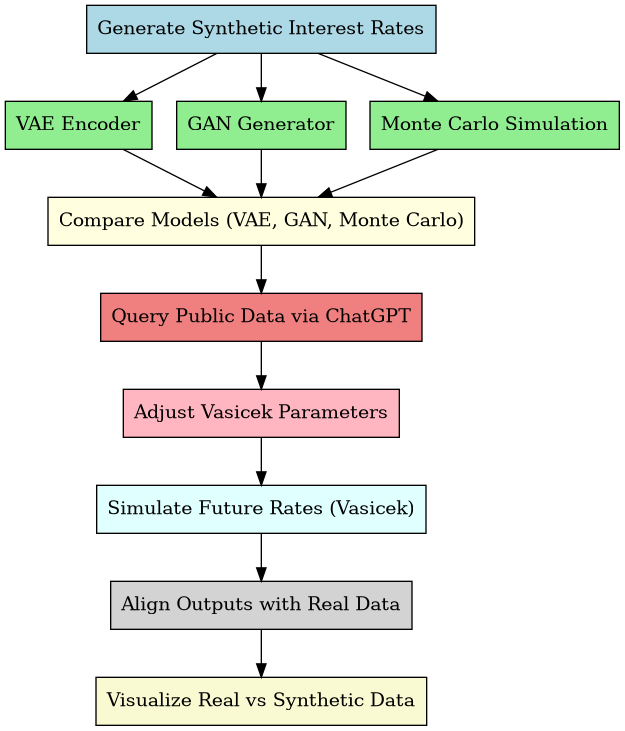 Generate Synthetic Interest Rates
VAE Encoder
GAN Generator
Monte Carlo Simulation
Compare Models (VAE, GAN, Monte Carlo)
Query Public Data via ChatGPT
Adjust Vasicek Parameters
Simulate Future Rates (Vasicek)
Align Outputs with Real Data
Visualize Real vs Synthetic Data